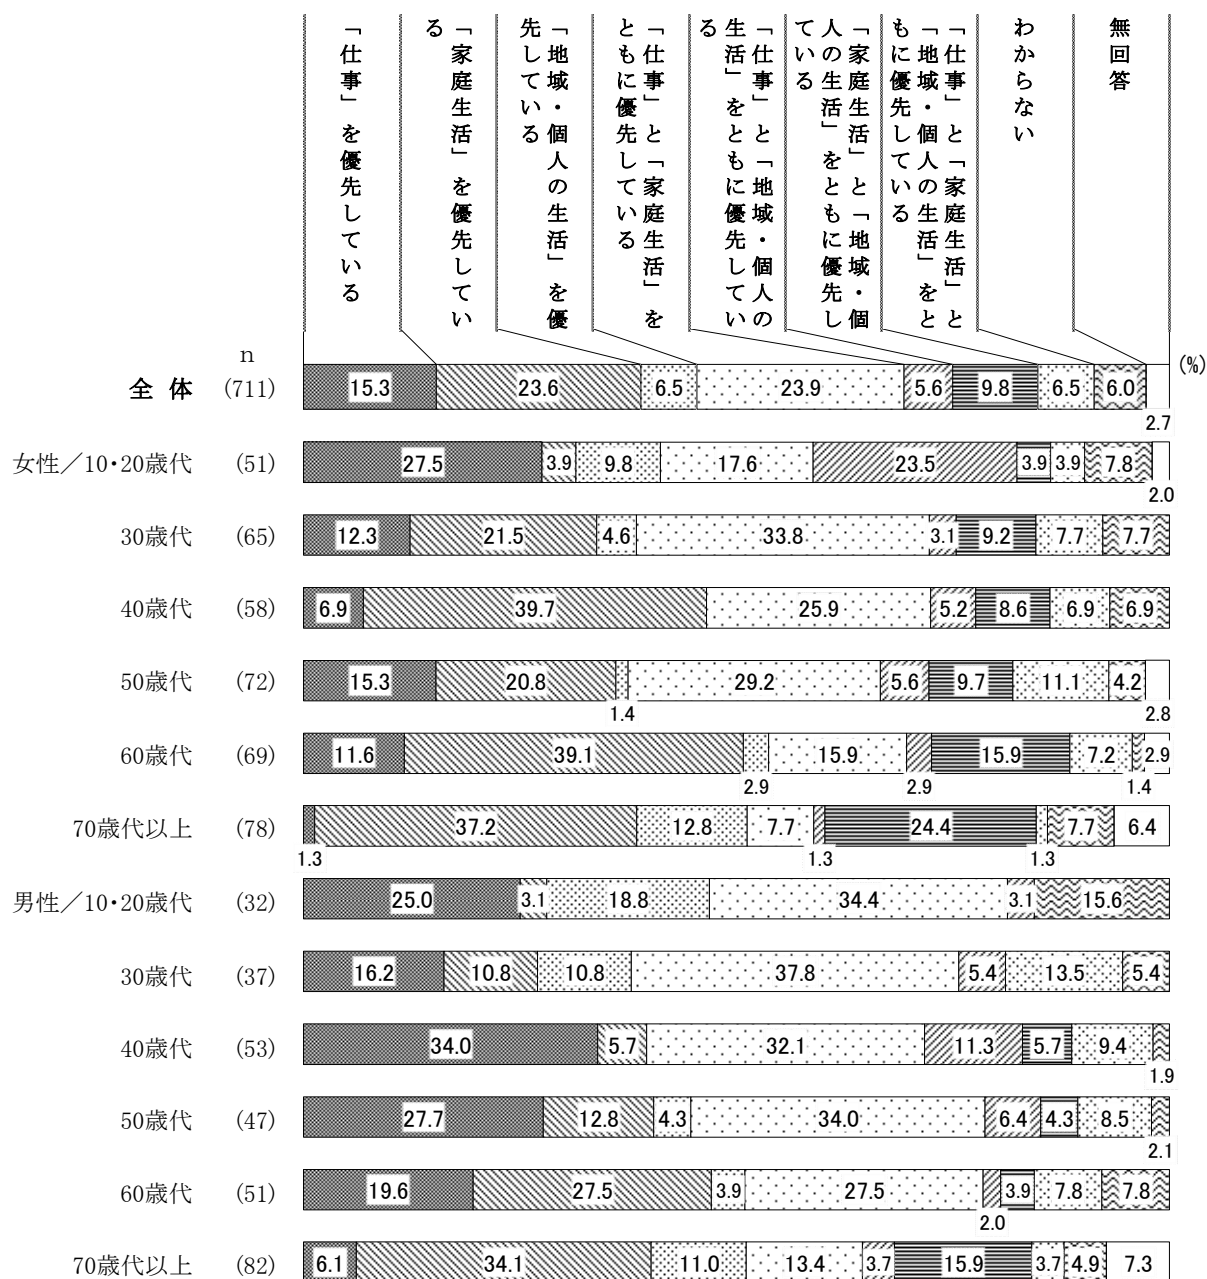 「仕事」を優先している
「家庭生活」を優先してい
る
「地域・個人の生活」を優
先している
「仕事」と「家庭生活」を
ともに優先している
「仕事」と「地域・個人の
生活」をともに優先してい
る
「家庭生活」と「地域・個
人の生活」をともに優先し
ている
「仕事」と「家庭生活」と
「地域・個人の生活」をと
もに優先している
わからない
無回答
n
(%)
全 体 (711) 15.3 23.6 6.5 23.9 5.6 9.8 6.5 6.0 2.7
女性／10・20歳代 (51) 27.5 3.9 9.8 17.6 23.5 3.9 3.9 7.8 2.0
30歳代 (65) 12.3 21.5 4.6 33.8 3.1 9.2 7.7 7.7
40歳代 (58) 6.9 39.7 25.9 5.2 8.6 6.9 6.9
50歳代 (72) 15.3 20.8 1.4 29.2 5.6 9.7 11.1 4.2 2.8
60歳代 (69) 11.6 39.1 2.9 15.9 2.9 15.9 7.2 1.4 2.9
70歳代以上 (78) 1.3 37.2 12.8 7.7 1.3 24.4 1.3 7.7 6.4
男性／10・20歳代 (32) 25.0 3.1 18.8 34.4 3.1 15.6
30歳代 (37) 16.2 10.8 10.8 37.8 5.4 13.5 5.4
40歳代 (53) 34.0 5.7 32.1 11.3 5.7 9.4 1.9
50歳代 (47) 27.7 12.8 4.3 34.0 6.4 4.3 8.5 2.1
60歳代 (51) 19.6 27.5 3.9 27.5 2.0 3.9 7.8 7.8
70歳代以上 (82) 6.1 34.1 11.0 13.4 3.7 15.9 3.7 4.9 7.3